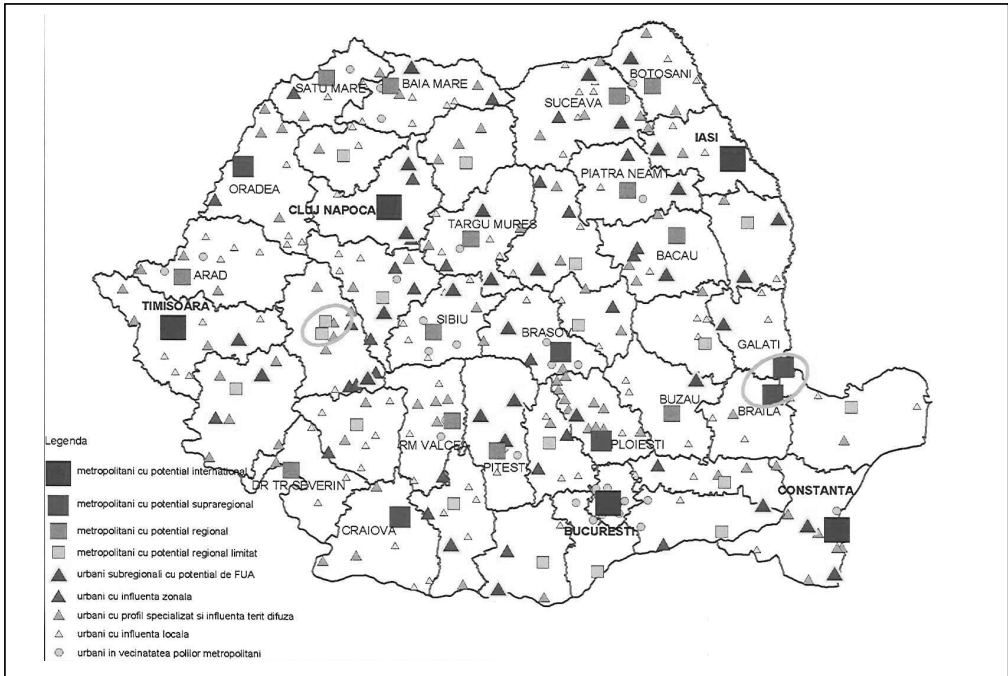 BOTOSANI
SATU MARE
BAIA MARE
SUCEAVA
IASI
ORADEA
PIATRA NEAMT
CLUJ NAPOCA
TARGU MURES
BACAU
ARAD
TIMISOARA
SIBIU
BRASOV
GALATI
BUZAU
BRAILA
RM VALCEA
PLOIESTI
PITESTI
DR TR SEVERIN
CONSTANTA
CRAIOVA
BUCURESTI
Legenda
metropolitani cu potential international
metropolitani cu potential supraregional
metropolitani cu potential regional
metropolitani cu potential regional limitat
urbani subregionali cu potential de FUA
urbani cu influenta zonala
urbani cu profil specializat si influenta terit difuza
urbani cu influenta locala
urbani in vecinatatea polilor metropolitani